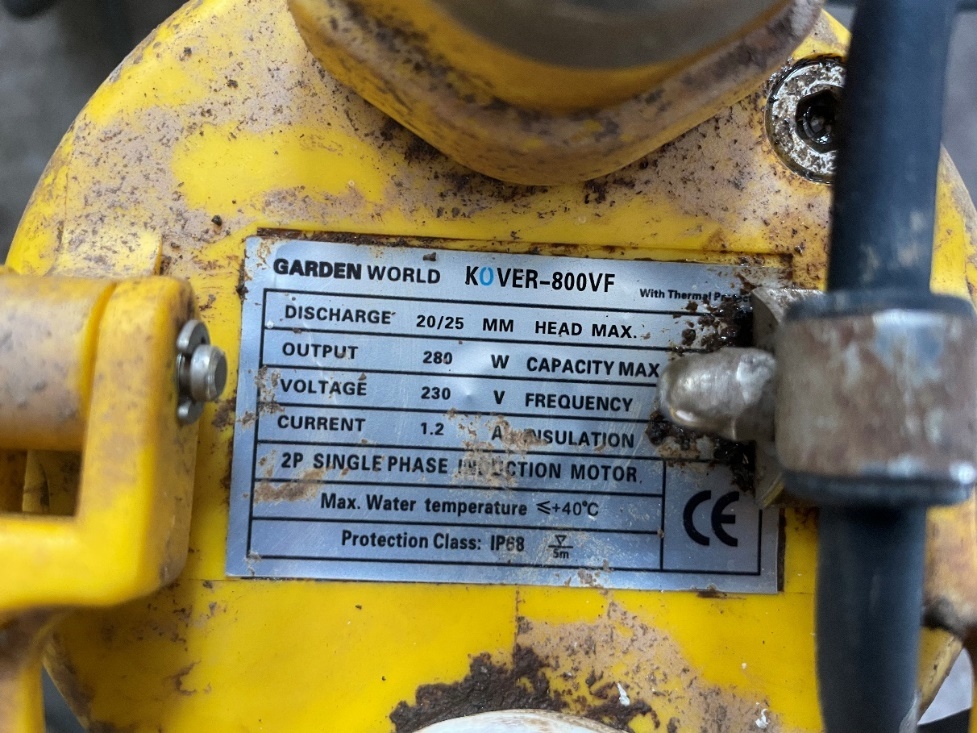 GARDEN WORLD KOVER-800VF With Thermal
DISCHARGE 20/25 MM HEAD MAX.
OUTPUT 280 W CAPACITY MAX
VOLTAGE 230 V FREQUENCY
CURRENT 1.2 A INSULATION
2P SINGLE PHASE INDUCTION MOTOR
Max. Water temperature ≤+40°C
Protection Class: IP68 ▽ 5m
CE